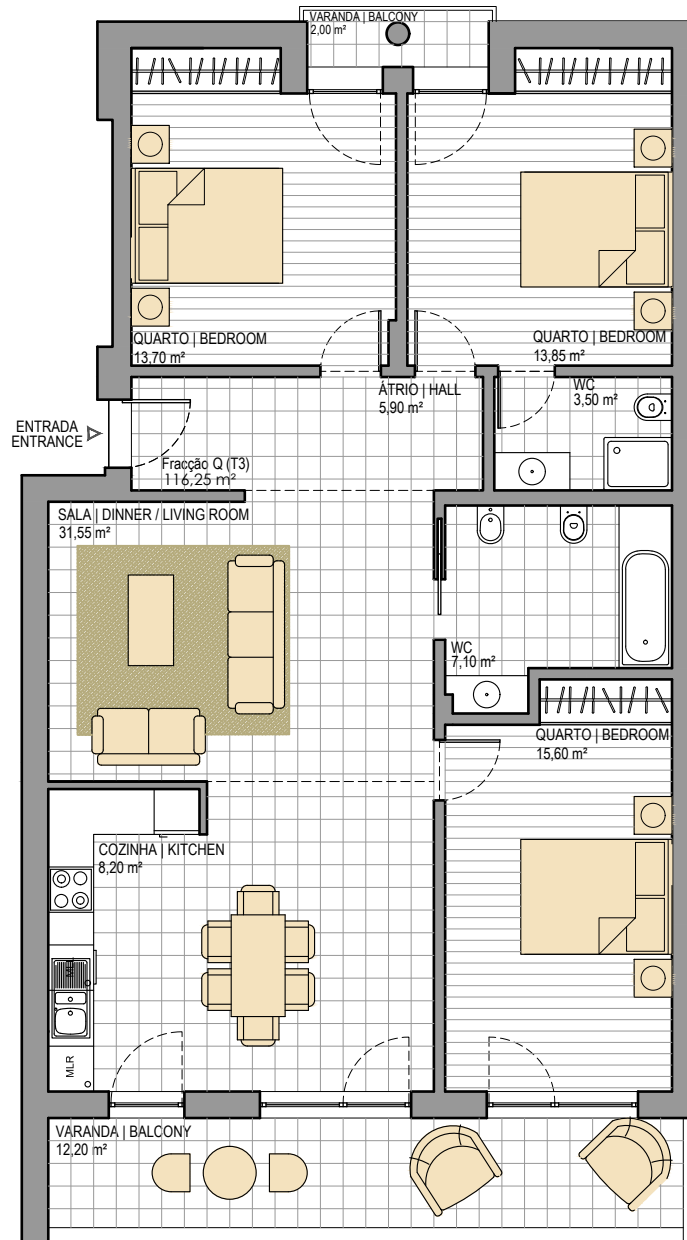 VARANDA | BALCONY
2,00 m²
QUARTO | BEDROOM
13,70 m²
QUARTO | BEDROOM
13,85 m²
ÁTRIO | HALL
5,90 m²
WC
3,50 m²
ENTRADA
ENTRANCE
Fracção Q (T3)
116,25 m²
SALA | DINNER / LIVING ROOM
31,55 m²
WC
7,10 m²
QUARTO | BEDROOM
15,60 m²
COZINHA | KITCHEN
8,20 m²
MLR
VARANDA | BALCONY
12,20 m²